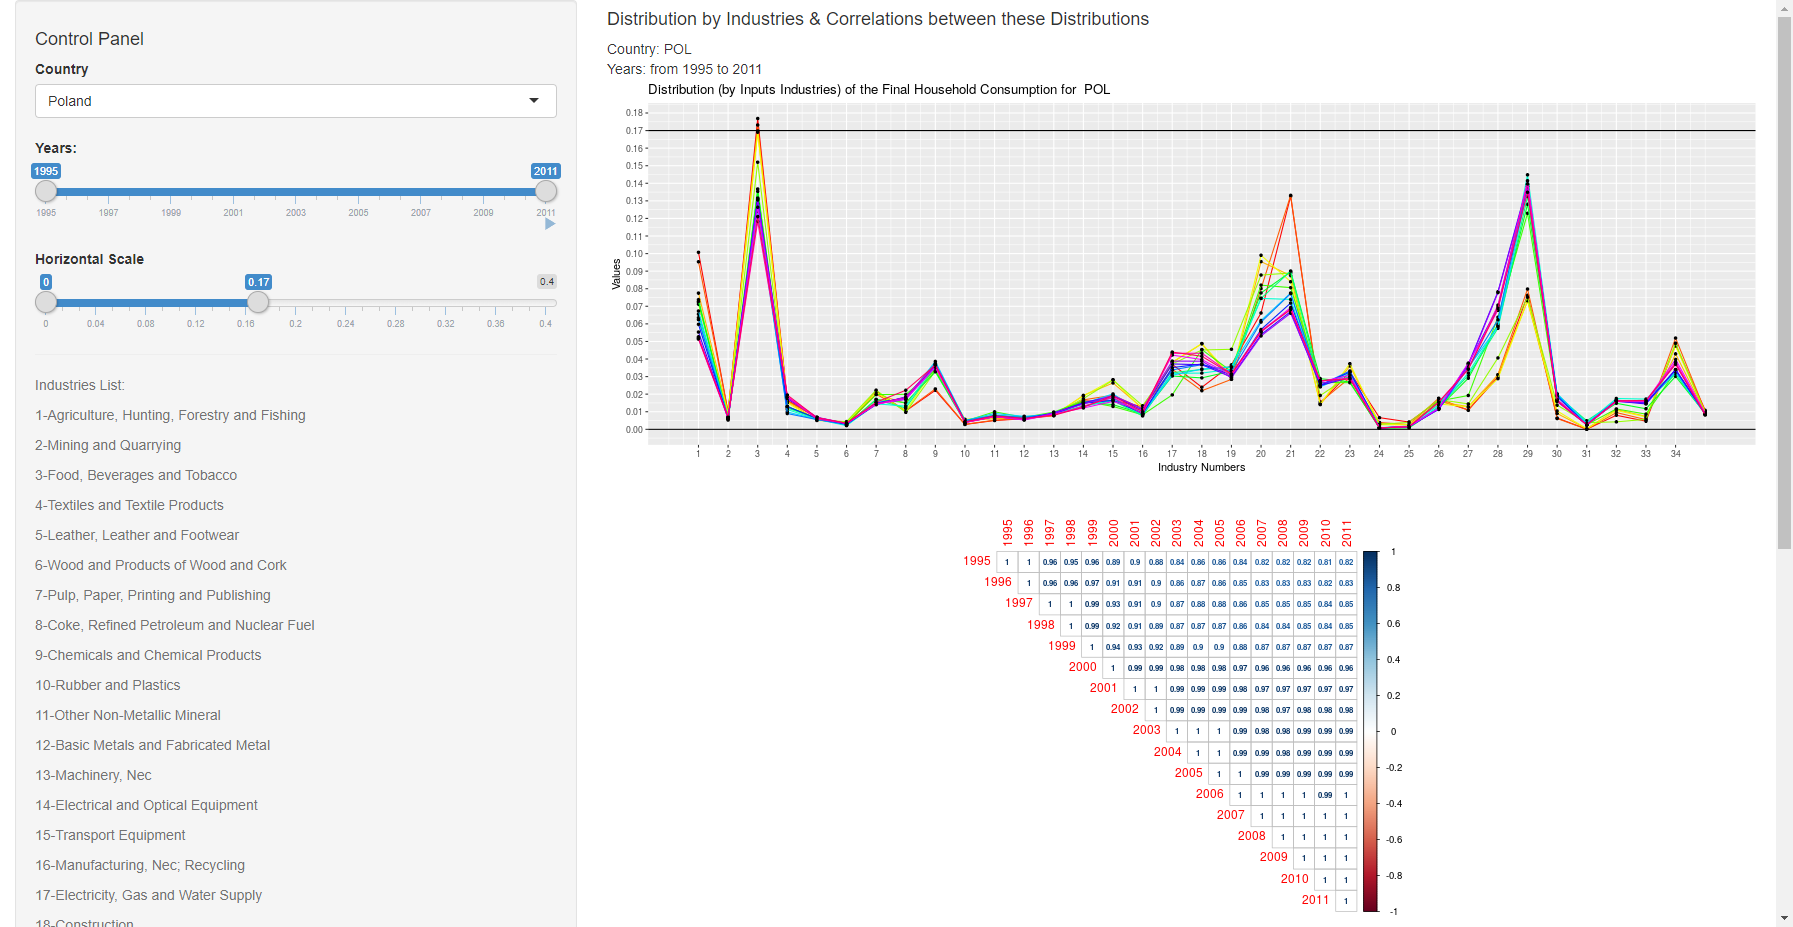 Control Panel
Country
Poland
Years:
1995 2011
1995 1997 1999 2001 2003 2005 2007 2009 2011
Horizontal Scale
0 0.17 0.4
0 0.04 0.08 0.12 0.16 0.2 0.24 0.28 0.32 0.36 0.4
Industries List:
1-Agriculture, Hunting, Forestry and Fishing
2-Mining and Quarrying
3-Food, Beverages and Tobacco
4-Textiles and Textile Products
5-Leather, Leather and Footwear
6-Wood and Products of Wood and Cork
7-Pulp, Paper, Printing and Publishing
8-Coke, Refined Petroleum and Nuclear Fuel
9-Chemicals and Chemical Products
10-Rubber and Plastics
11-Other Non-Metallic Mineral
12-Basic Metals and Fabricated Metal
13-Machinery, Nec
14-Electrical and Optical Equipment
15-Transport Equipment
16-Manufacturing, Nec; Recycling
17-Electricity, Gas and Water Supply
18-Construction
Distribution by Industries & Correlations between these Distributions
Country: POL
Years: from 1995 to 2011
Distribution (by Inputs Industries) of the Final Household Consumption for POL
Values
0.18
0.17
0.16
0.15
0.14
0.13
0.12
0.11
0.10
0.09
0.08
0.07
0.06
0.05
0.04
0.03
0.02
0.01
0.00
1 2 3 4 5 6 7 8 9 10 11 12 13 14 15 16 17 18 19 20 21 22 23 24 25 26 27 28 29 30 31 32 33 34
Industry Numbers
1995 1996 1997 1998 1999 2000 2001 2002 2003 2004 2005 2006 2007 2008 2009 2010 2011
1995 1 1 0.96 0.95 0.96 0.89 0.9 0.88 0.84 0.86 0.86 0.84 0.82 0.82 0.82 0.81 0.82
1996 1 0.96 0.96 0.97 0.91 0.91 0.9 0.86 0.87 0.86 0.85 0.83 0.83 0.83 0.82 0.83
1997 1 1 0.99 0.93 0.91 0.9 0.87 0.88 0.88 0.86 0.85 0.85 0.85 0.84 0.85
1998 1 0.99 0.92 0.91 0.89 0.87 0.87 0.87 0.86 0.84 0.84 0.85 0.84 0.85
1999 1 0.94 0.93 0.92 0.89 0.9 0.9 0.88 0.87 0.87 0.87 0.87 0.87
2000 1 0.99 0.99 0.98 0.98 0.98 0.97 0.96 0.96 0.96 0.96 0.96
2001 1 1 0.99 0.99 0.99 0.98 0.97 0.97 0.97 0.97 0.97
2002 1 0.99 0.99 0.99 0.99 0.98 0.97 0.98 0.98 0.98
2003 1 1 1 0.99 0.99 0.98 0.99 0.99 0.99
2004 1 1 0.99 0.99 0.98 0.99 0.99 0.99
2005 1 1 0.99 0.99 0.99 0.99 0.99
2006 1 1 1 1 0.99 1
2007 1 1 1 1 1
2008 1 1 1 1
2009 1 1 1
2010 1 1
2011 1
1
0.8
0.6
0.4
0.2
0
-0.2
-0.4
-0.6
-0.8
-1